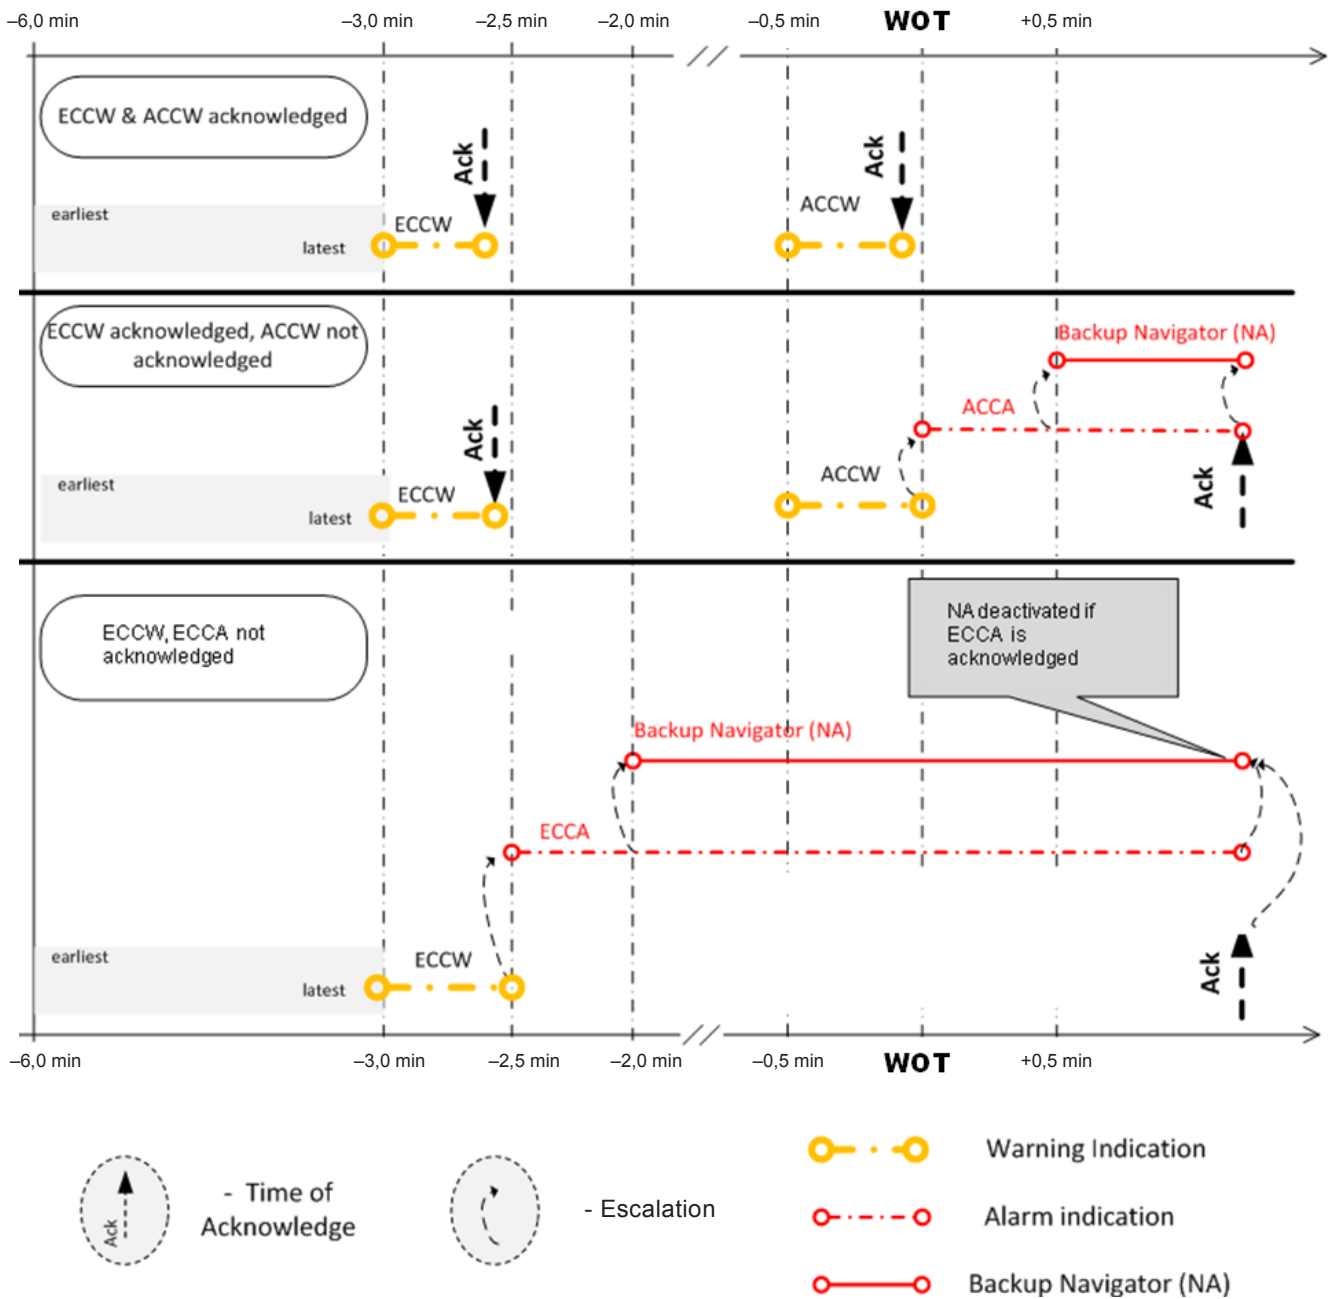 –6,0 min –3,0 min –2,5 min –2,0 min –0,5 min WOT +0,5 min
ECCW & ACCW acknowledged
Ack
Ack
earliest
latest
ECCW
ACCW
ECCW acknowledged, ACCW not
acknowledged
Backup Navigator (NA)
ACCA
Ack
ACCW
Ack
earliest
latest
ECCW
ECCW, ECCA not
acknowledged
NA deactivated if
ECCA is
acknowledged
Backup Navigator (NA)
ECCA
earliest
latest
ECCW
Ack
–6,0 min –3,0 min –2,5 min –2,0 min –0,5 min WOT +0,5 min
Ack
- Time of
Acknowledge
- Escalation
Warning Indication
Alarm indication
Backup Navigator (NA)